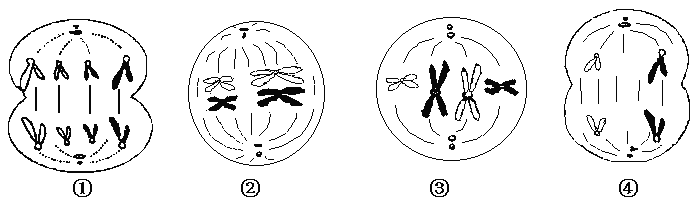 ① ② ③ ④